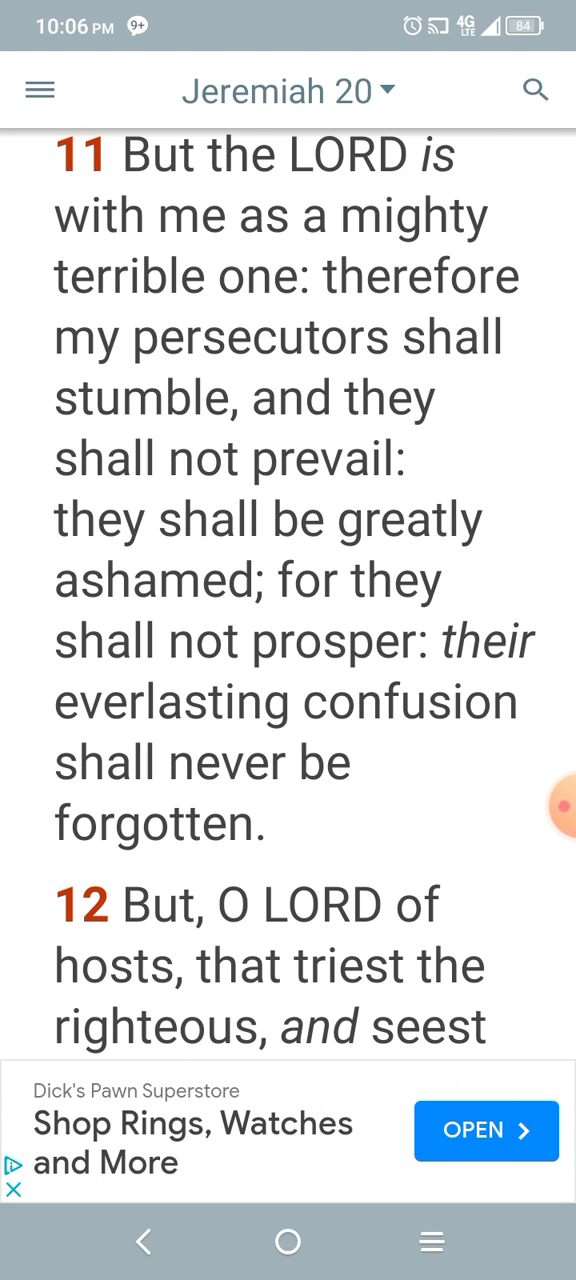 10:06 PM 9+ 4G LTE 84
Jeremiah 20
11 But the LORD is
with me as a mighty
terrible one: therefore
my persecutors shall
stumble, and they
shall not prevail:
they shall be greatly
ashamed; for they
shall not prosper: their
everlasting confusion
shall never be
forgotten.
12 But, O LORD of
hosts, that triest the
righteous, and seest
Dick's Pawn Superstore
Shop Rings, Watches
and More
OPEN